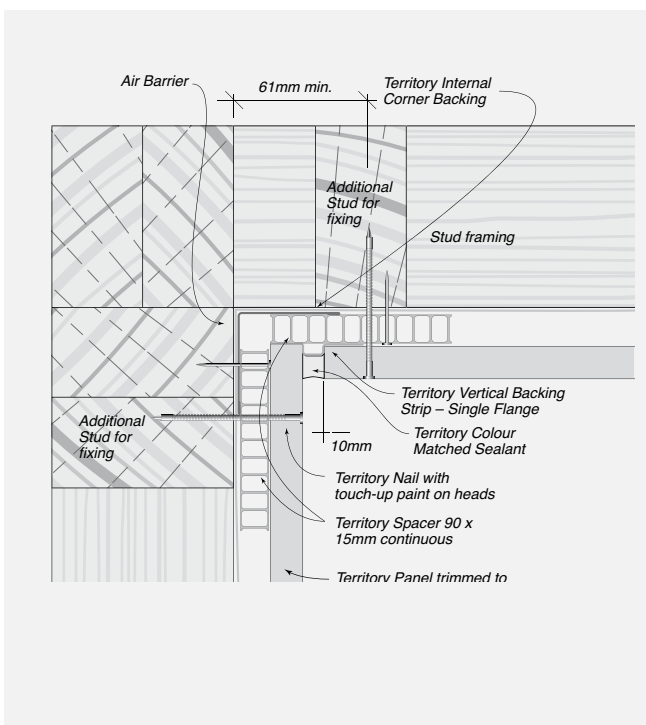 Air Barrier
61mm min.
Territory Internal
Corner Backing
Additional
Stud for
fixing
Stud framing
Territory Vertical Backing
Strip – Single Flange
Additional
Stud for
fixing
Territory Colour
Matched Sealant
10mm
Territory Nail with
touch-up paint on heads
Territory Spacer 90 x
15mm continuous
Territory Panel trimmed to